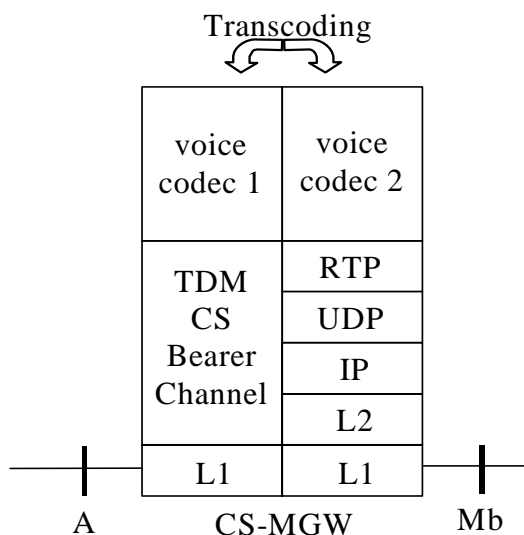 Transcoding
voice
codec 1
voice
codec 2
TDM
CS
Bearer
Channel
RTP
UDP
IP
L2
L1
L1
A
CS-MGW
Mb